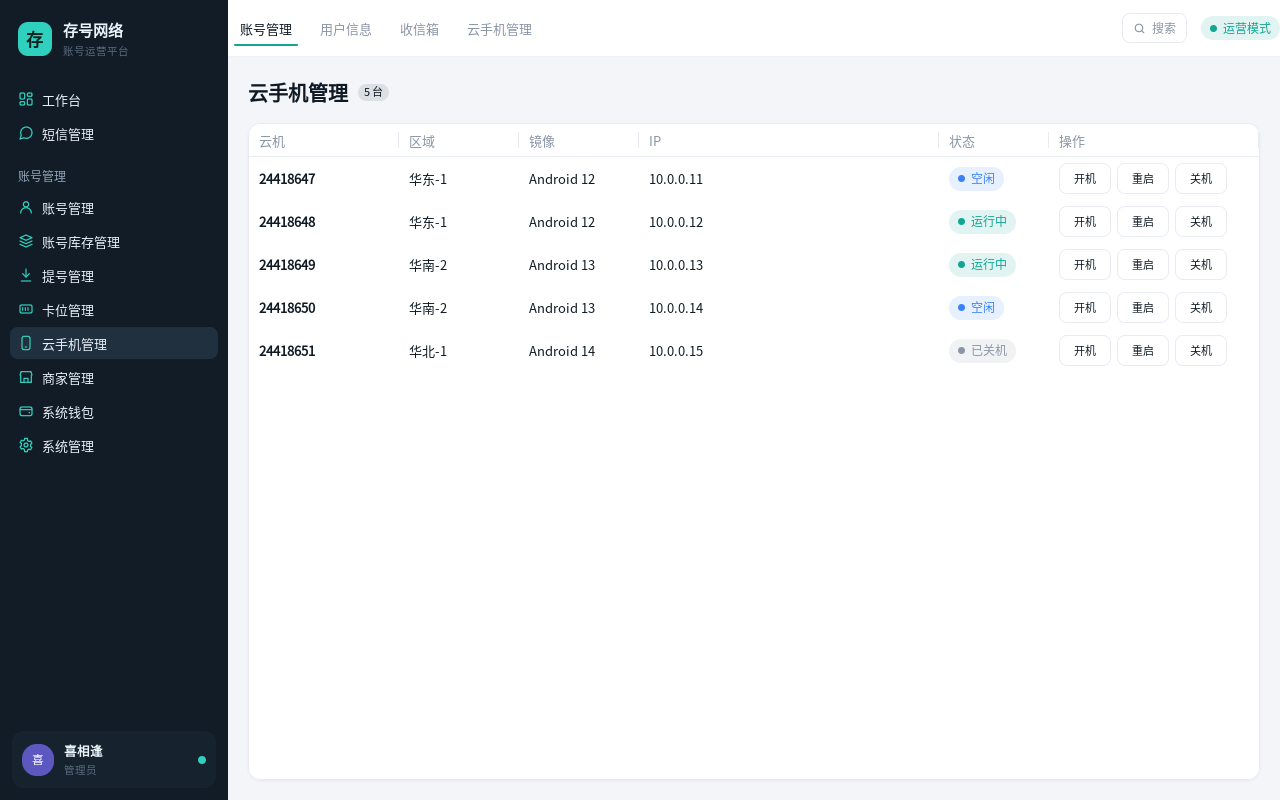 存
存号网络
账号运营平台
工作台
短信管理
账号管理
账号管理
账号库存管理
提号管理
卡位管理
云手机管理
商家管理
系统钱包
系统管理
喜
喜相逢
管理员
账号管理 用户信息 收信箱 云手机管理
搜索
运营模式
云手机管理 5 台
云机 区域 镜像 IP 状态 操作
24418647 华东-1 Android 12 10.0.0.11 空闲 开机 重启 关机
24418648 华东-1 Android 12 10.0.0.12 运行中 开机 重启 关机
24418649 华南-2 Android 13 10.0.0.13 运行中 开机 重启 关机
24418650 华南-2 Android 13 10.0.0.14 空闲 开机 重启 关机
24418651 华北-1 Android 14 10.0.0.15 已关机 开机 重启 关机